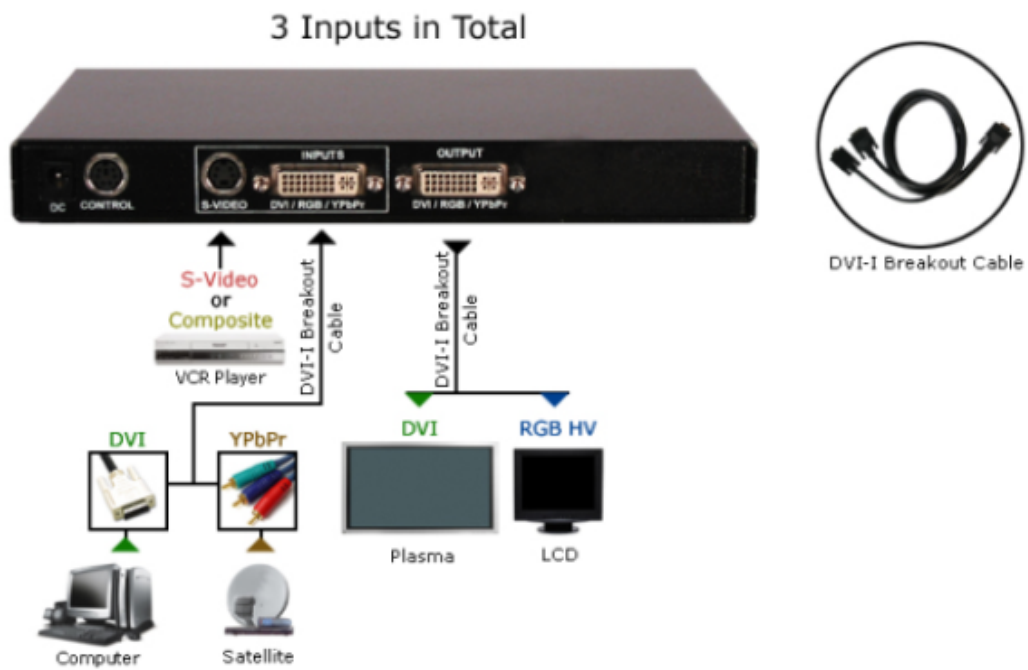 3 Inputs in Total
INPUTS
OUTPUT
DC
CONTROL
S-VIDEO
DVI / RGB / YPbPr
DVI / RGB / YPbPr
DVI-I Breakout Cable
S-Video
or
Composite
VCR Player
DVI-I Breakout
Cable
DVI-I Breakout
Cable
DVI
YPbPr
DVI
RGB HV
Plasma
LCD
Computer
Satellite